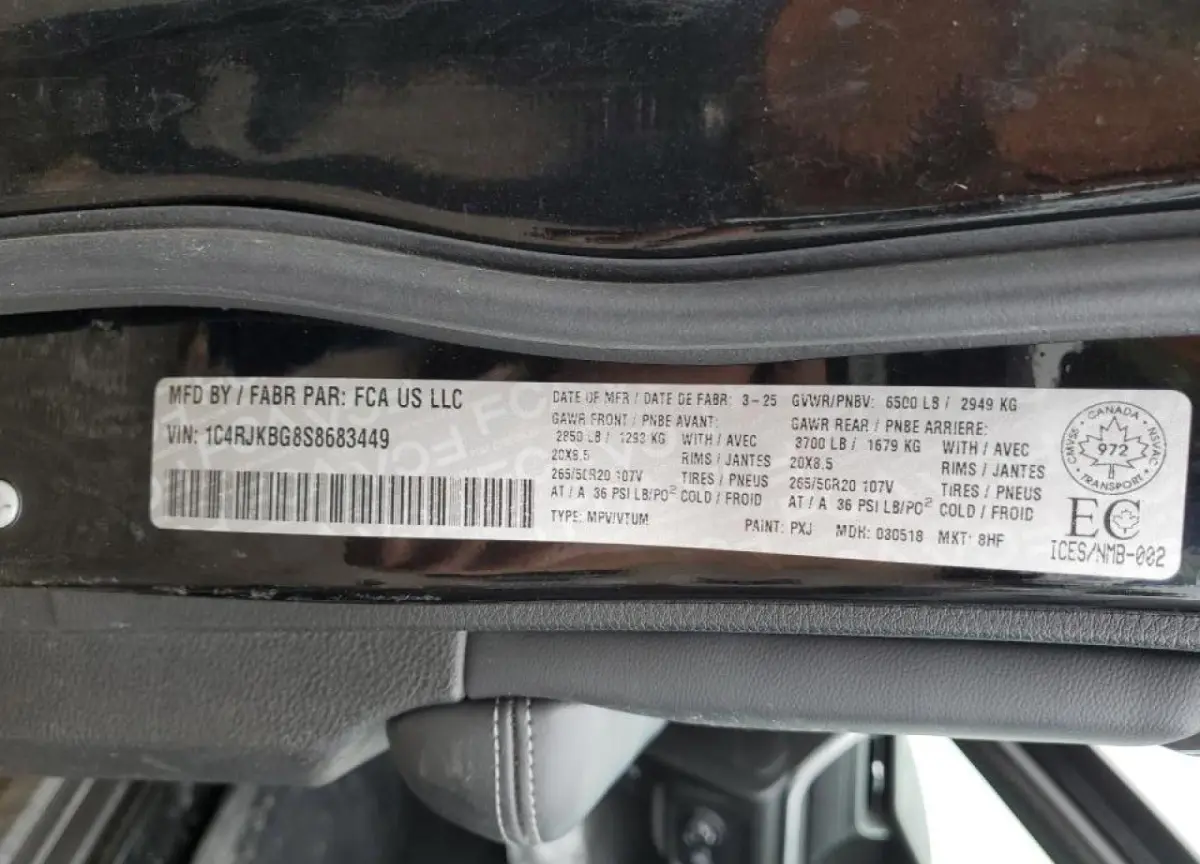 MFD BY / FABR PAR: FCA US LLC
VIN: 1C4RJKBG8S8683449
DATE OF MFR / DATE DE FABR: 3-25
GAWR FRONT / PNBE AVANT:
2850 LB / 1293 KG WITH / AVEC
20X8.5 RIMS / JANTES
265/50R20 107V TIRES / PNEUS
AT / A 36 PSI LB/PO² COLD / FROID
TYPE: MPV/VTUM
GVWR/PNBV: 6500 LB / 2949 KG
GAWR REAR / PNBE ARRIERE:
3700 LB / 1679 KG WITH / AVEC
20X8.5 RIMS / JANTES
265/50R20 107V TIRES / PNEUS
AT / A 36 PSI LB/PO² COLD / FROID
PAINT: PXJ MDH: 030518 MKT: 8HF
CANADA
CMVSS 972 NSVAC
TRANSPORT
EC
ICES/NMB-002